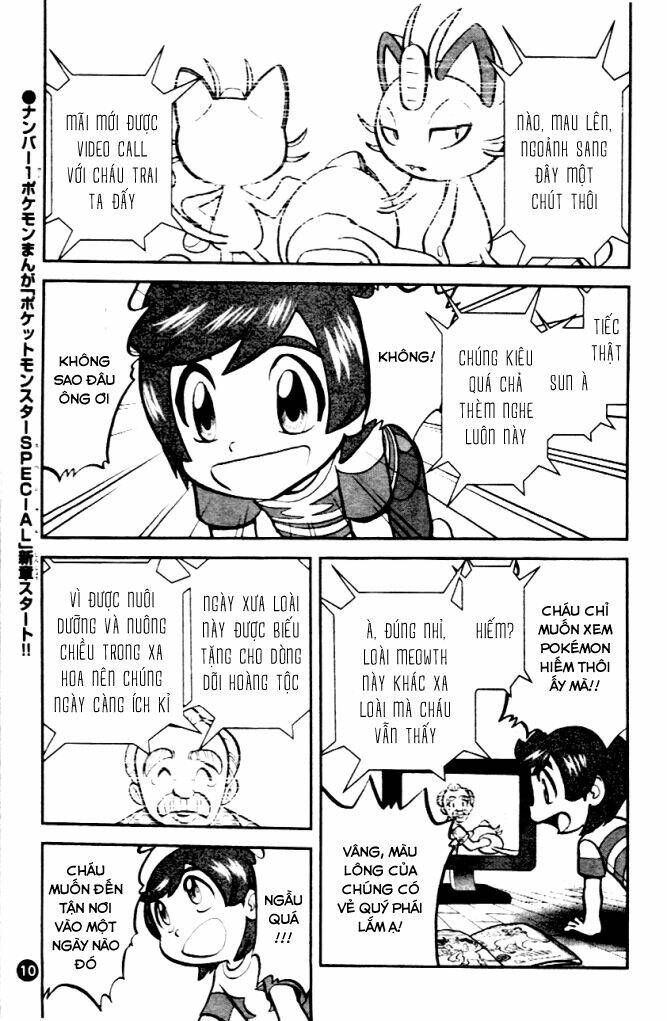 NÀO, MAU LÊN,
NGOẢNH SANG
ĐÂY MỘT
CHÚT THÔI
MÃI MỚI ĐƯỢC
VIDEO CALL
VỚI CHÁU TRAI
TA ĐẤY
TIẾC
THẬT
SUN À
CHÚNG KIÊU
QUÁ CHẢ
THÈM NGHE
LUÔN NÀY
KHÔNG!
KHÔNG
SAO ĐÂU
ÔNG ƠI
CHÁU CHỈ
MUỐN XEM
POKÉMON
HIẾM THÔI
ẤY MÀ!!
HIẾM?
À, ĐÚNG NHỈ,
LOÀI MEOWTH
NÀY KHÁC XA
LOÀI MÀ CHÁU
VẪN THẤY
NGÀY XƯA LOÀI
NÀY ĐƯỢC BIẾU
TẶNG CHO DÒNG
DÕI HOÀNG TỘC
VÌ ĐƯỢC NUÔI
DƯỠNG VÀ NUÔNG
CHIỀU TRONG XA
HOA NÊN CHÚNG
NGÀY CÀNG ÍCH KỈ
VÂNG, MÀU
LÔNG CỦA
CHÚNG CÓ
VẺ QUÝ PHÁI
LẮM Ạ!
NGẦU
QUÁ
!!!
CHÁU
MUỐN ĐẾN
TẬN NƠI
VÀO MỘT
NGÀY NÀO
ĐÓ
●ナンバー1ポケモンまんが「ポケットモンスターSPECIAL」新章スタート!!
10